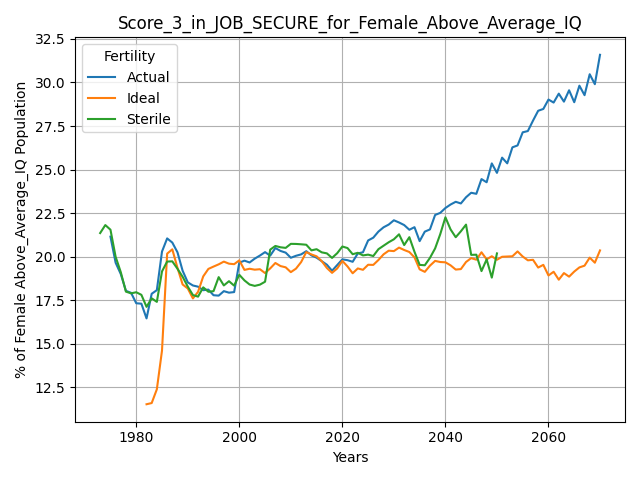 Score_3_in_JOB_SECURE_for_Female_Above_Average_IQ
32.5
30.0
27.5
25.0
22.5
20.0
17.5
15.0
12.5
% of Female Above_Average_IQ Population
Fertility
Actual
Ideal
Sterile
1980
2000
2020
2040
2060
Years